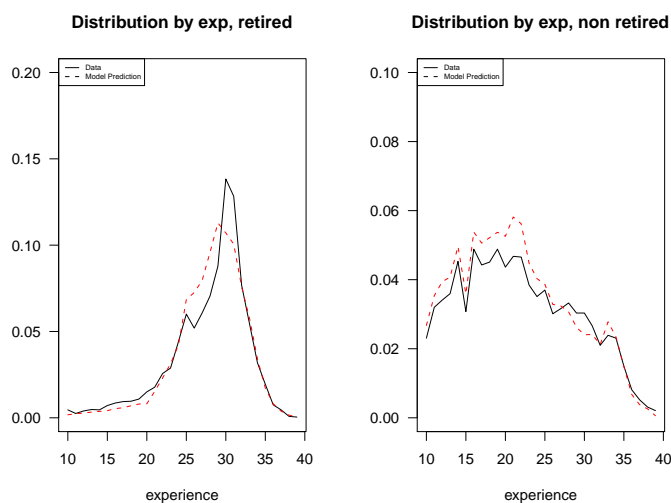 Distribution by exp, retired
Data
Model Prediction
0.20
0.15
0.10
0.05
0.00
10 15 20 25 30 35 40
experience
Distribution by exp, non retired
Data
Model Prediction
0.10
0.08
0.06
0.04
0.02
0.00
10 15 20 25 30 35 40
experience